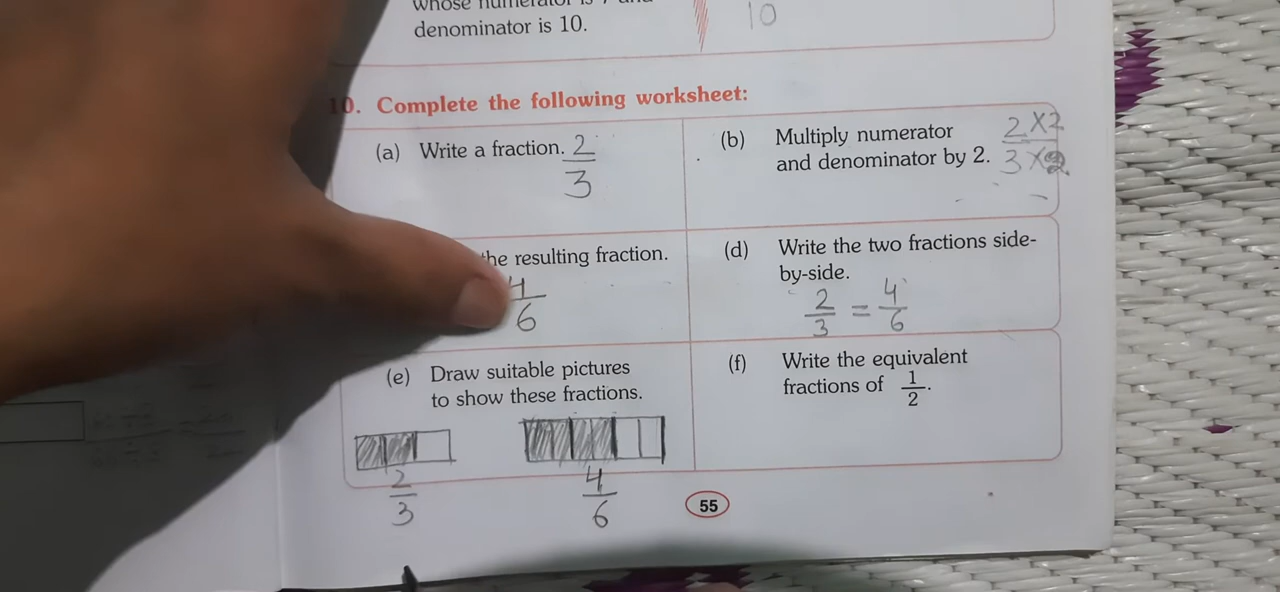 denominator is 10.
10
10. Complete the following worksheet:
(a) Write a fraction. 2/3
(b) Multiply numerator 2×2
and denominator by 2. 3×2
the resulting fraction.
4/6
(d) Write the two fractions side-
by-side.
2/3 = 4/6
(e) Draw suitable pictures
to show these fractions.
2/3 4/6
(f) Write the equivalent
fractions of 1/2.
55